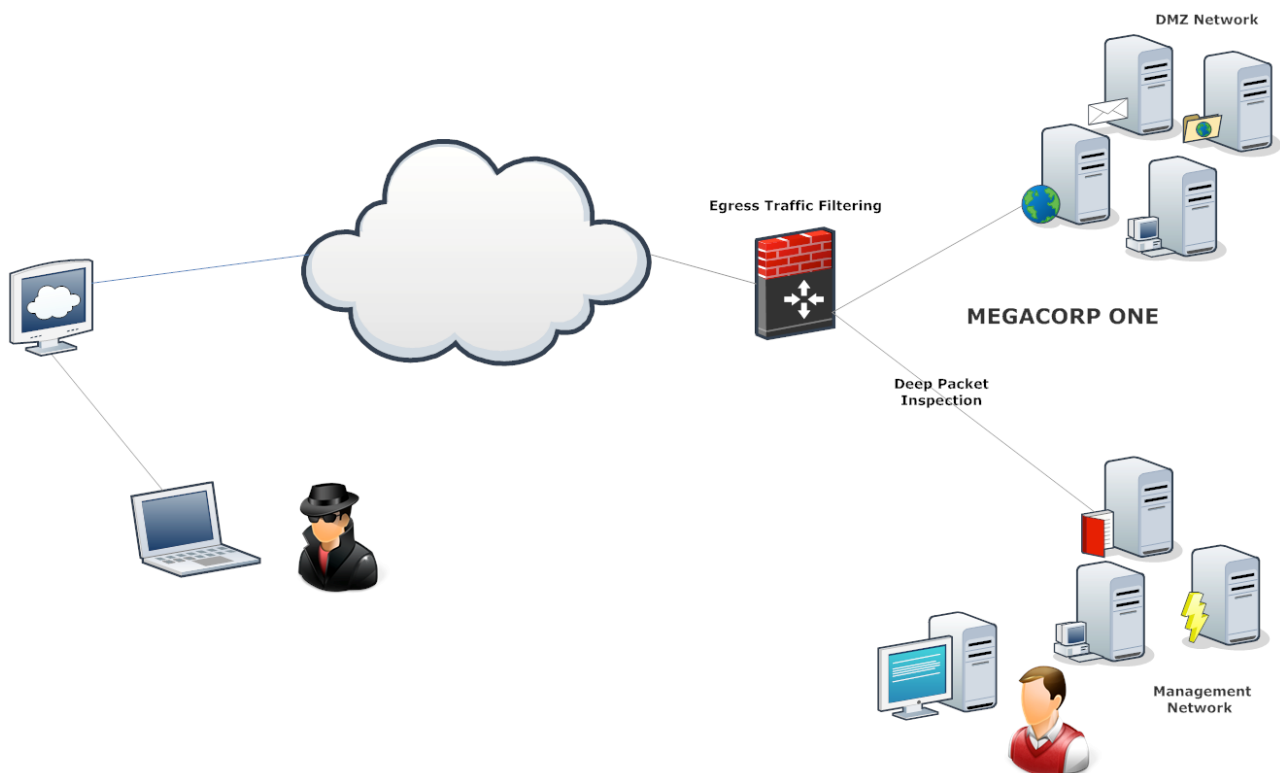 DMZ Network
Egress Traffic Filtering
MEGACORP ONE
Deep Packet
Inspection
Management
Network